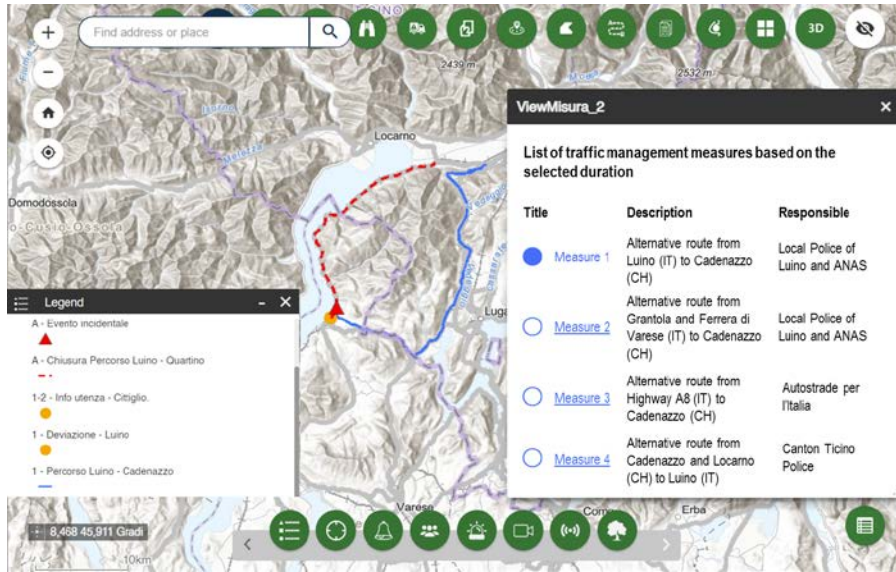 TICINO
Find address or place
3D
2439 m
2532 m
Mowa
Isorno
Melezza
Locarno
Domodossola
o-Cusio-Ossola
Luga
Varese
Como
Erba
ViewMisura_2
List of traffic management measures based on the
selected duration
Title Description Responsible
Measure 1
Alternative route from
Luino (IT) to Cadenazzo
(CH)
Local Police of
Luino and ANAS
Measure 2
Alternative route from
Grantola and Ferrera di
Varese (IT) to Cadenazzo
(CH)
Local Police of
Luino and ANAS
Measure 3
Alternative route from
Highway A8 (IT) to
Cadenazzo (CH)
Autostrade per
l'Italia
Measure 4
Alternative route from
Cadenazzo and Locarno
(CH) to Luino (IT)
Canton Ticino
Police
Legend
A - Evento incidentale
A - Chiusura Percorso Luino - Quartino
1-2 - Info utenza - Cittiglio.
1 - Deviazione - Luino
1 - Percorso Luino - Cadenazzo
8,468 45,911 Gradi
10km